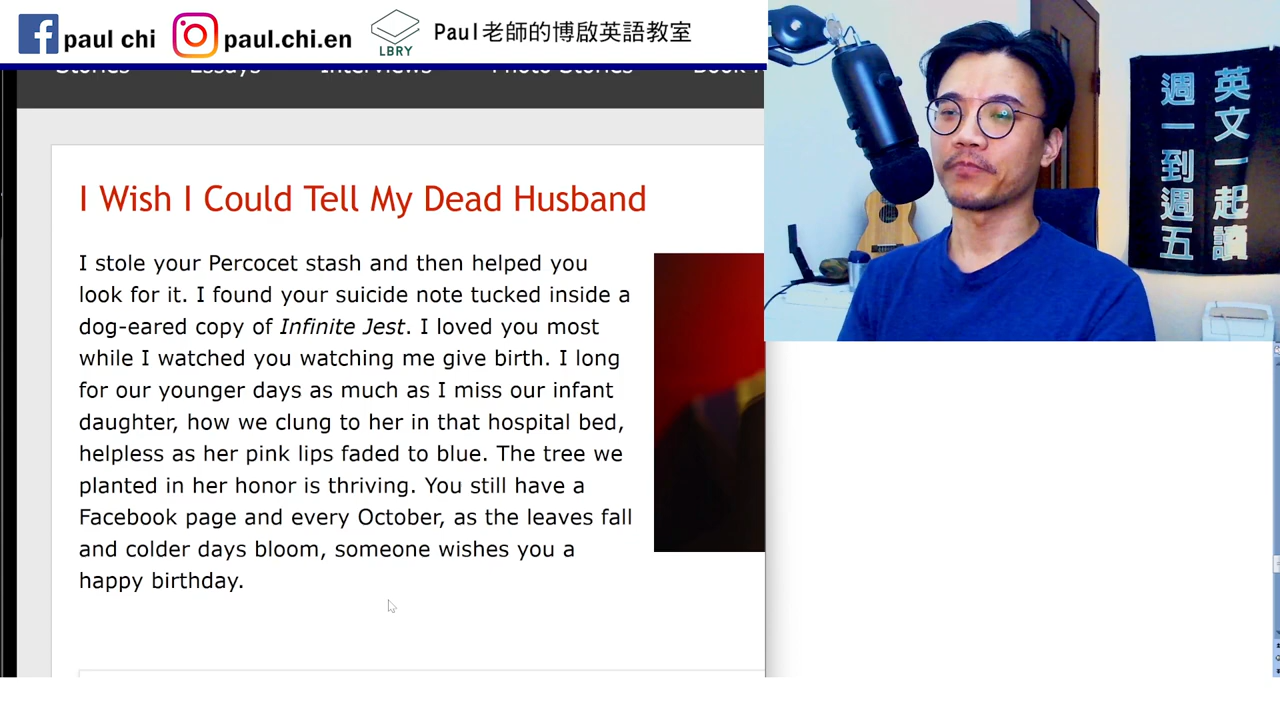 paul chi
paul.chi.en
LBRY
Paul老師的博啟英語教室
Stories Essays Interviews Photo Stories Book
I Wish I Could Tell My Dead Husband
I stole your Percocet stash and then helped you
look for it. I found your suicide note tucked inside a
dog-eared copy of Infinite Jest. I loved you most
while I watched you watching me give birth. I long
for our younger days as much as I miss our infant
daughter, how we clung to her in that hospital bed,
helpless as her pink lips faded to blue. The tree we
planted in her honor is thriving. You still have a
Facebook page and every October, as the leaves fall
and colder days bloom, someone wishes you a
happy birthday.
英文一起讀
週一到週五